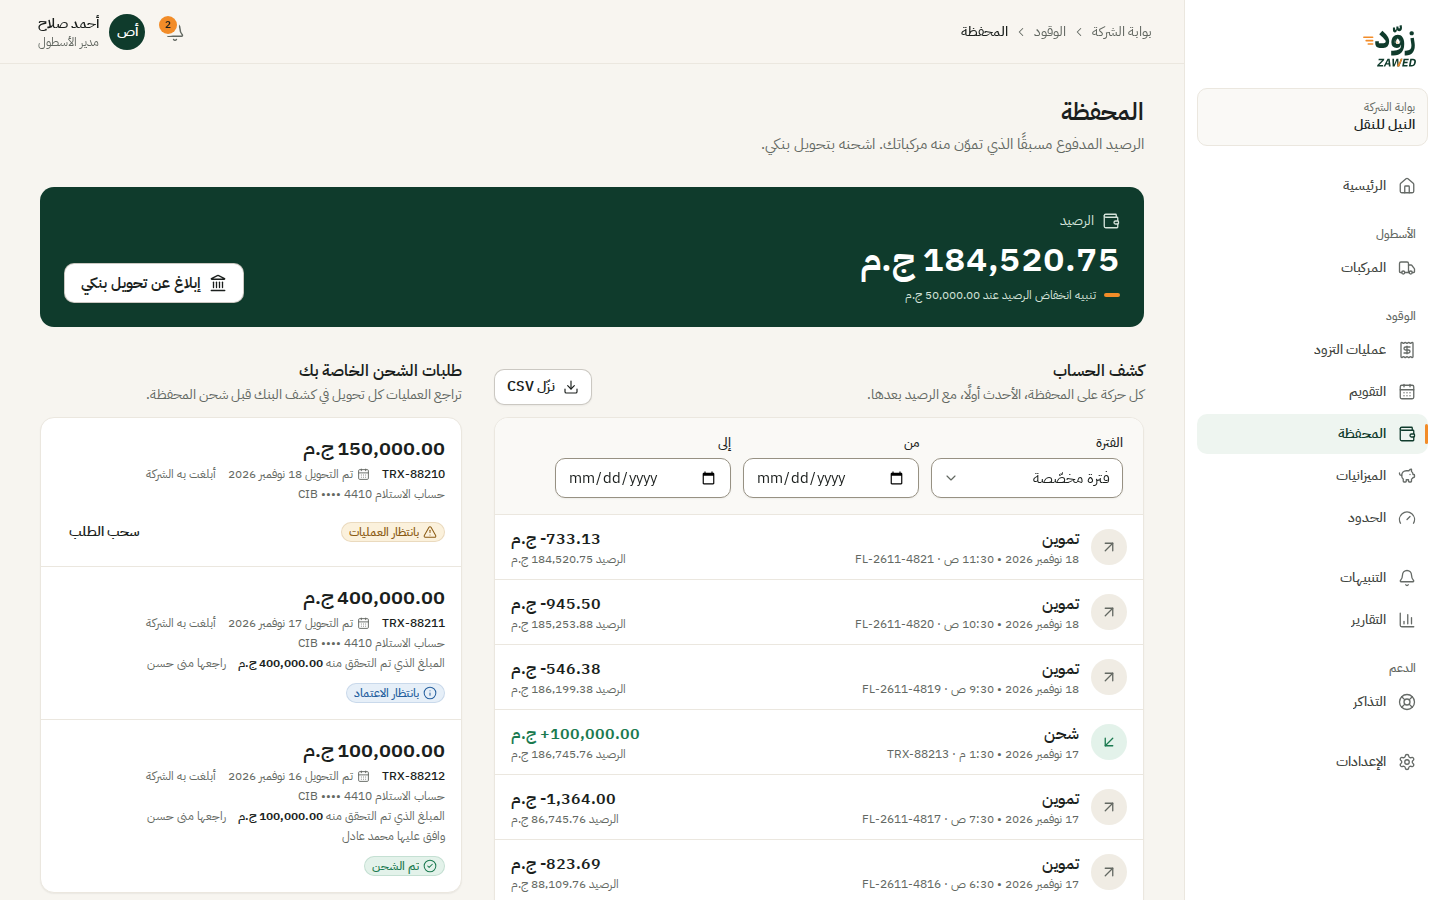 زوّد
ZAWED
بوابة الشركة
النيل للنقل
الرئيسية
الأسطول
المركبات
الوقود
عمليات التزود
التقويم
المحفظة
الميزانيات
الحدود
التنبيهات
التقارير
الدعم
التذاكر
الإعدادات
بوابة الشركة
الوقود
المحفظة
2
أص
أحمد صلاح
مدير الأسطول
المحفظة
الرصيد المدفوع مسبقًا الذي تموّن منه مركباتك. اشحنه بتحويل بنكي.
الرصيد
184,520.75 ج.م
تنبيه انخفاض الرصيد عند 50,000.00 ج.م
إبلاغ عن تحويل بنكي
كشف الحساب
كل حركة على المحفظة، الأحدث أولًا، مع الرصيد بعدها.
نزّل CSV
الفترة
من
إلى
فترة مخصّصة
mm/dd/yyyy
mm/dd/yyyy
تموين
-733.13 ج.م
18 نوفمبر 2026 • 11:30 ص · FL-2611-4821
الرصيد 184,520.75 ج.م
تموين
-945.50 ج.م
18 نوفمبر 2026 • 10:30 ص · FL-2611-4820
الرصيد 185,253.88 ج.م
تموين
-546.38 ج.م
18 نوفمبر 2026 • 9:30 ص · FL-2611-4819
الرصيد 186,199.38 ج.م
شحن
+100,000.00 ج.م
17 نوفمبر 2026 • 1:30 م · TRX-88213
الرصيد 186,745.76 ج.م
تموين
-1,364.00 ج.م
17 نوفمبر 2026 • 7:30 ص · FL-2611-4817
الرصيد 86,745.76 ج.م
تموين
-823.69 ج.م
17 نوفمبر 2026 • 6:30 ص · FL-2611-4816
الرصيد 88,109.76 ج.م
طلبات الشحن الخاصة بك
تراجع العمليات كل تحويل في كشف البنك قبل شحن المحفظة.
150,000.00 ج.م
TRX-88210 تم التحويل 18 نوفمبر 2026 أبلغت به الشركة
حساب الاستلام CIB •••• 4410
بانتظار العمليات
سحب الطلب
400,000.00 ج.م
TRX-88211 تم التحويل 17 نوفمبر 2026 أبلغت به الشركة
حساب الاستلام CIB •••• 4410
المبلغ الذي تم التحقق منه 400,000.00 ج.م راجعها منى حسن
بانتظار الاعتماد
100,000.00 ج.م
TRX-88212 تم التحويل 16 نوفمبر 2026 أبلغت به الشركة
حساب الاستلام CIB •••• 4410
المبلغ الذي تم التحقق منه 100,000.00 ج.م راجعها منى حسن
وافق عليها محمد عادل
تم الشحن